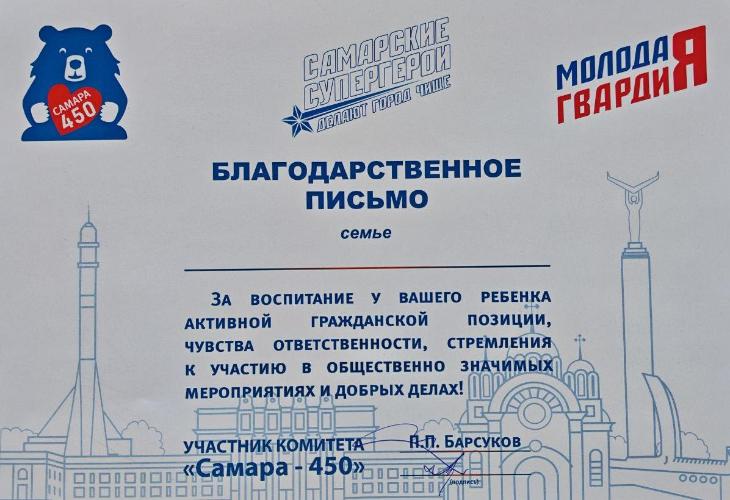 САМАРА
450
САМАРСКИЕ
СУПЕРГЕРОИ
ДЕЛАЮТ ГОРОД ЧИЩЕ
МОЛОДАЯ
ГВАРДИЯ
БЛАГОДАРСТВЕННОЕ
ПИСЬМО
семье
За воспитание у вашего ребенка
активной гражданской позиции,
чувства ответственности, стремления
к участию в общественно значимых
мероприятиях и добрых делах!
УЧАСТНИК КОМИТЕТА
«Самара - 450»
П.П. Барсуков
(подпись)